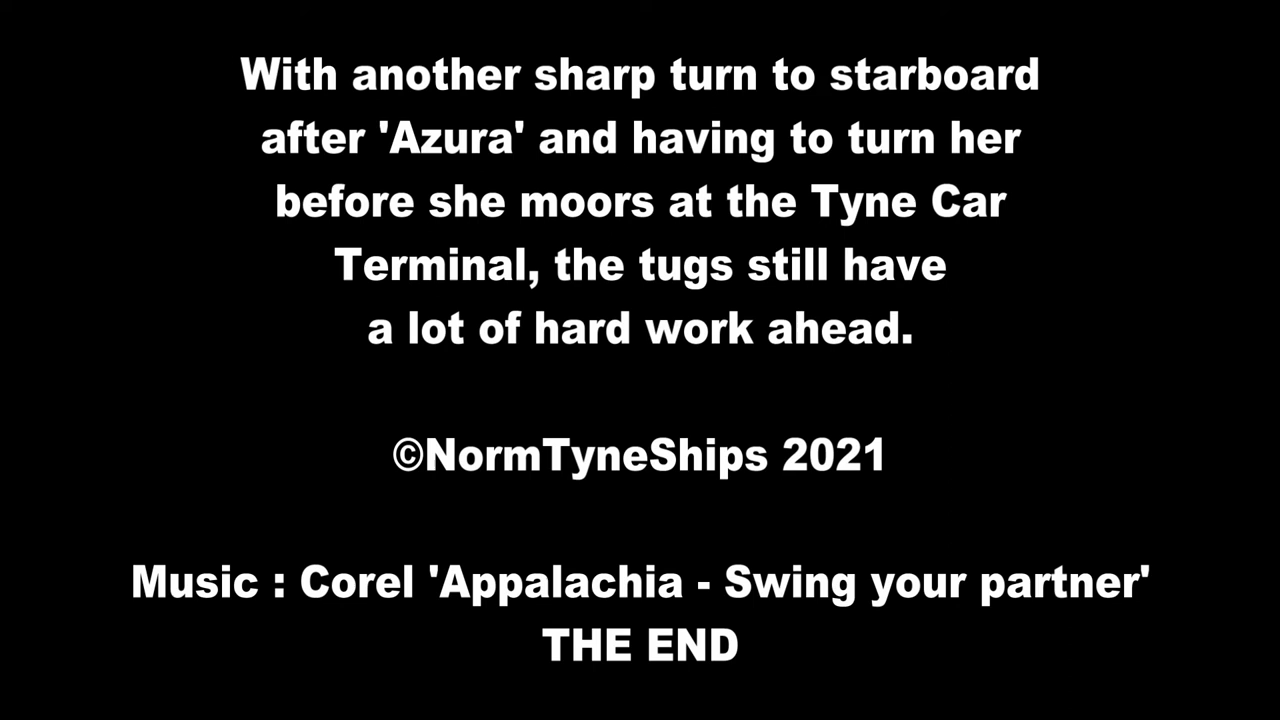 With another sharp turn to starboard
after 'Azura' and having to turn her
before she moors at the Tyne Car
Terminal, the tugs still have
a lot of hard work ahead.
©NormTyneShips 2021
Music : Corel 'Appalachia - Swing your partner'
THE END